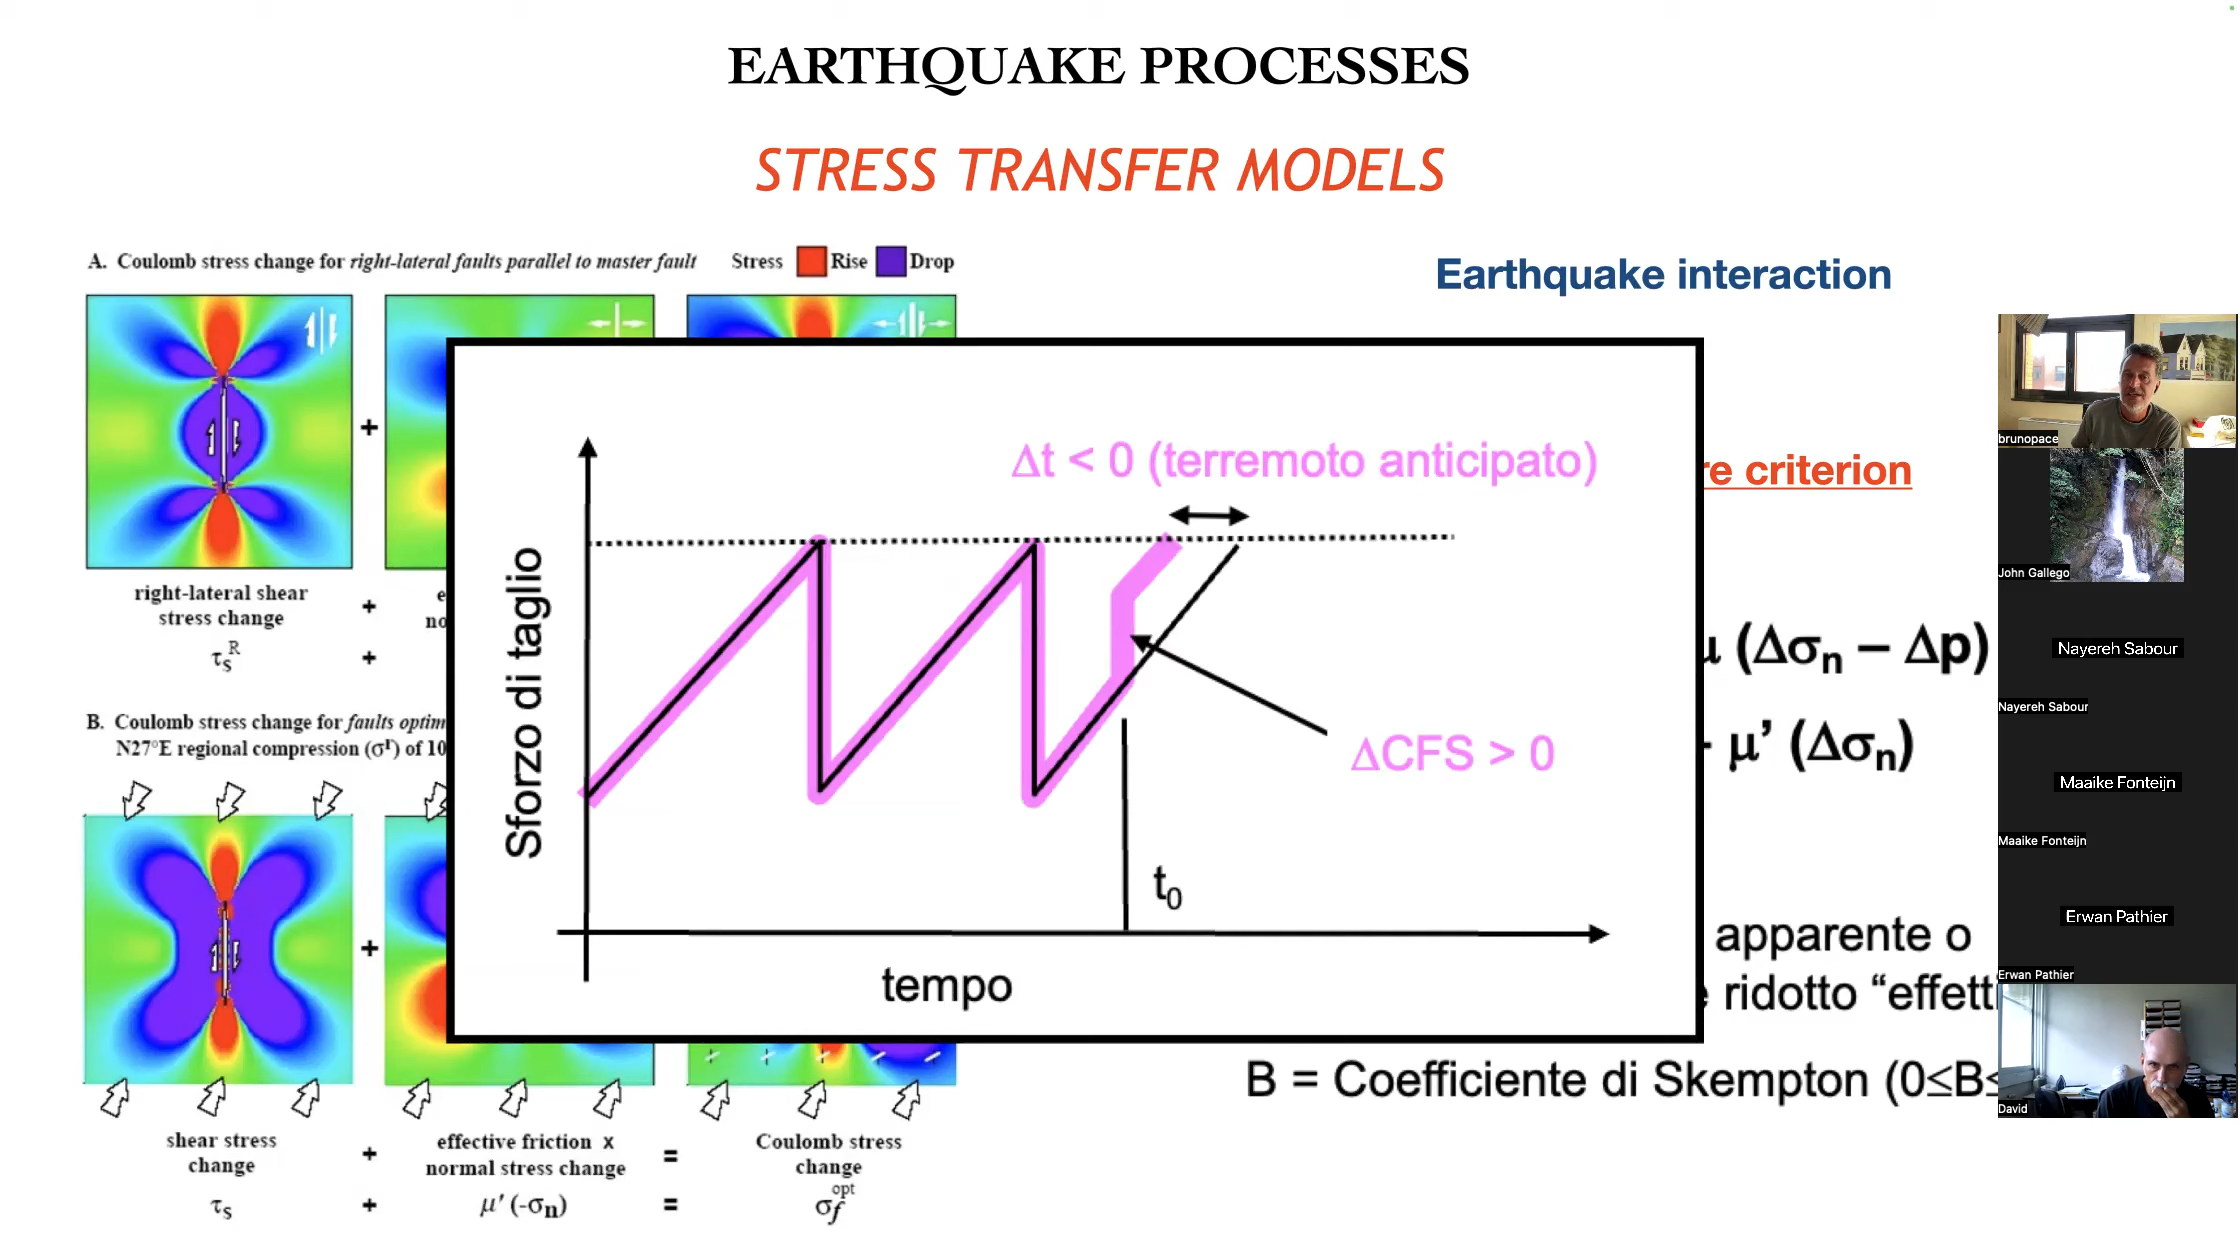 EARTHQUAKE PROCESSES
STRESS TRANSFER MODELS
A. Coulomb stress change for right-lateral faults parallel to master fault
Stress Rise Drop
right-lateral shear
stress change
+
+
τsR
+
B. Coulomb stress change for faults
N27°E regional compression (σr) of 10
+
shear stress
change
+
effective friction x
normal stress change
=
Coulomb stress
change
τs
+
μ' (-σn)
=
σf opt
Earthquake interaction
criterion
μ (Δσn – Δp)
μ' (Δσn)
apparente o
ridotto
B = Coefficiente di Skempton (0≤B≤
Δt < 0 (terremoto anticipato)
Sforzo di taglio
ΔCFS > 0
t0
tempo
brunopace
John Gallego
Nayereh Sabour
Nayereh Sabour
Maaike Fonteijn
Maaike Fonteijn
Erwan Pathier
Erwan Pathier
David